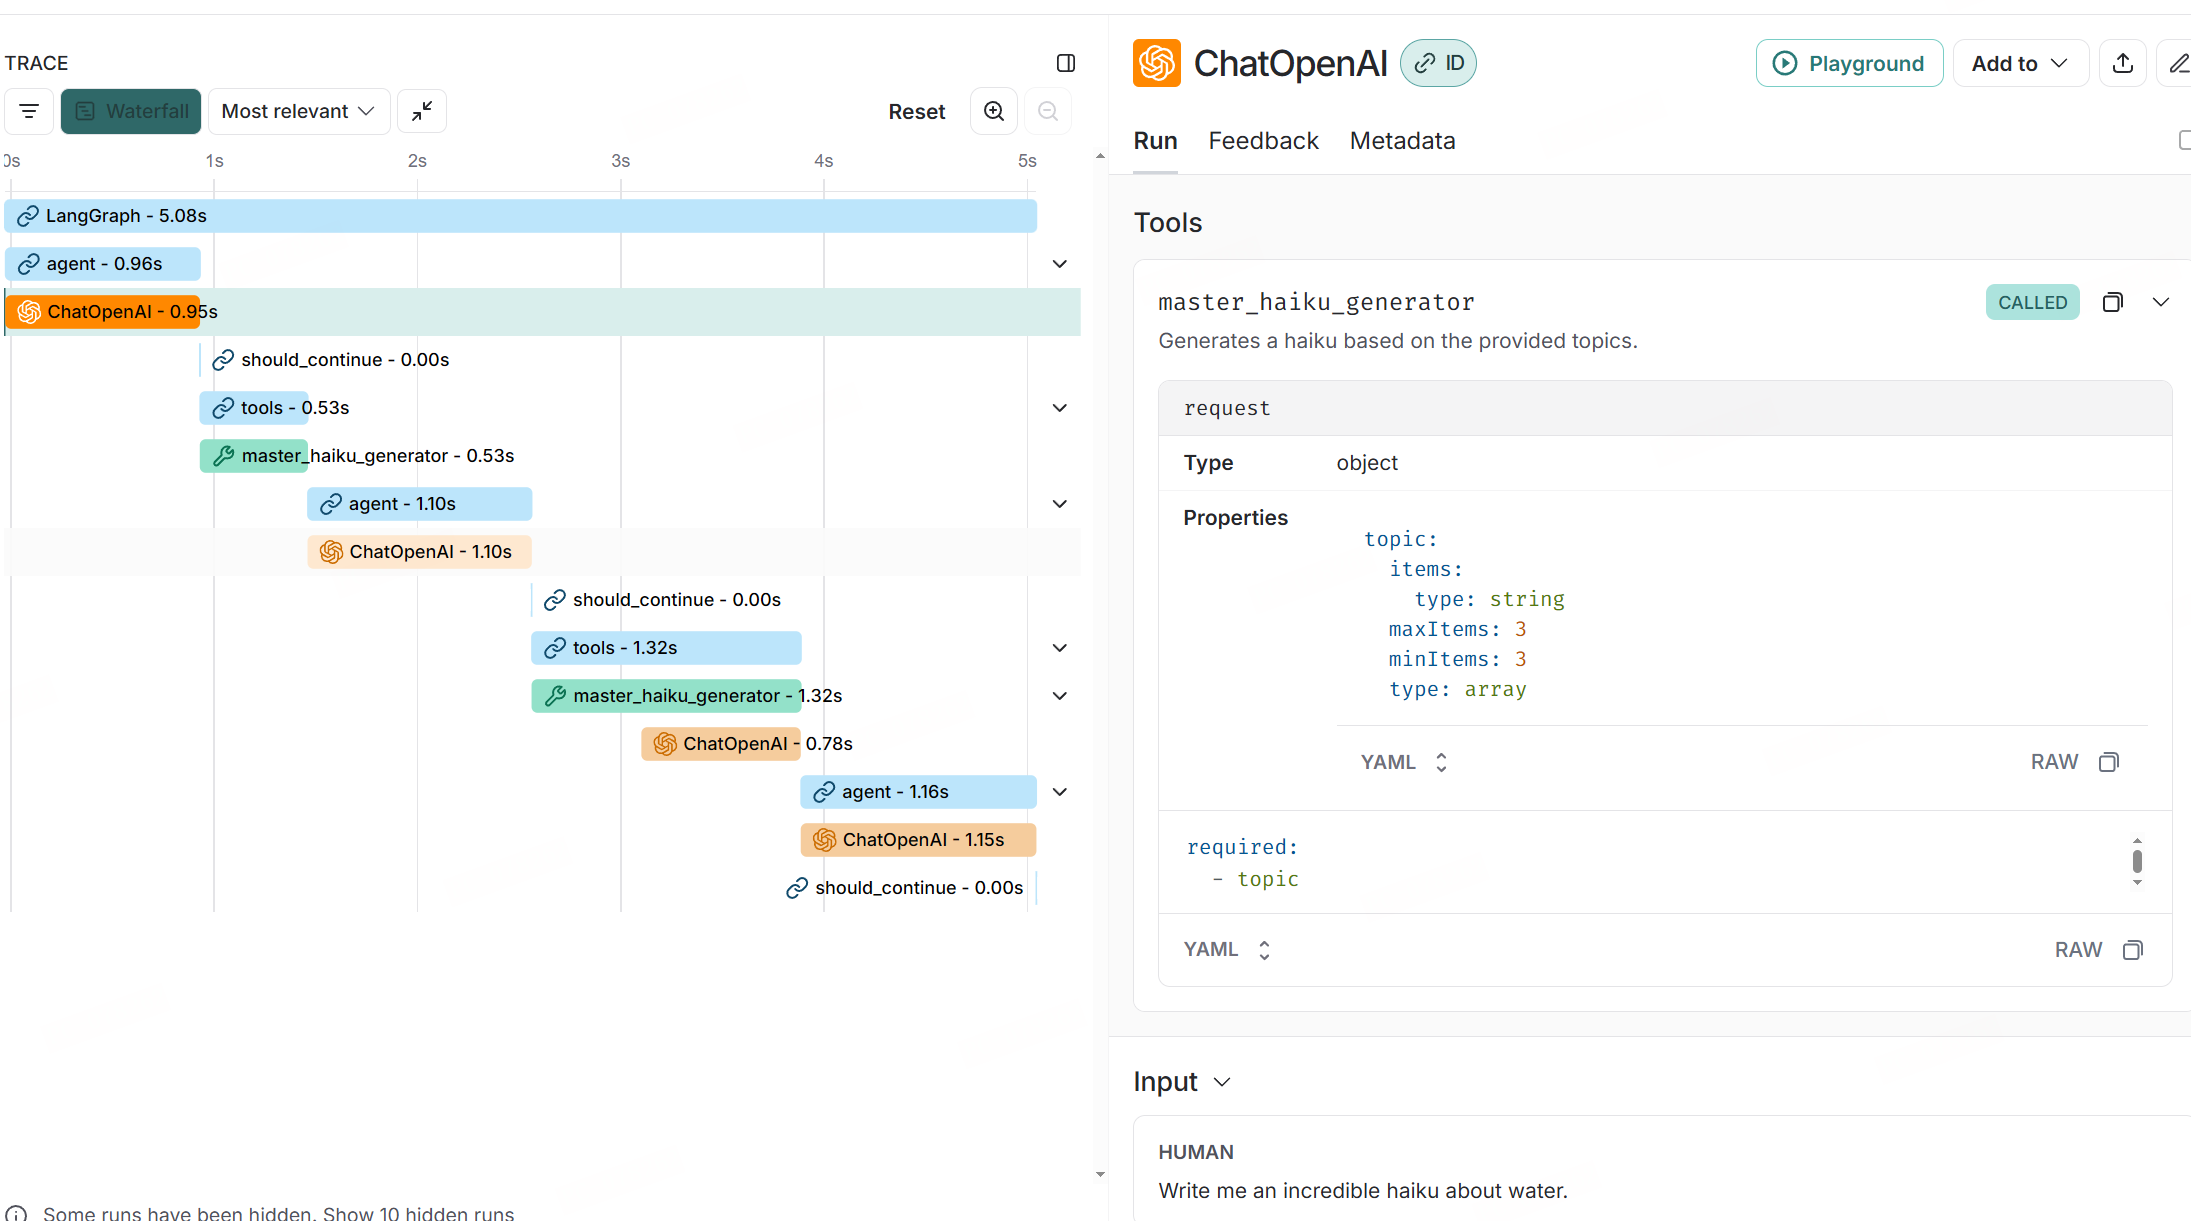 TRACE
Waterfall
Most relevant
Reset
0s 1s 2s 3s 4s 5s
LangGraph - 5.08s
agent - 0.96s
ChatOpenAI - 0.95s
should_continue - 0.00s
tools - 0.53s
master_haiku_generator - 0.53s
agent - 1.10s
ChatOpenAI - 1.10s
should_continue - 0.00s
tools - 1.32s
master_haiku_generator - 1.32s
ChatOpenAI - 0.78s
agent - 1.16s
ChatOpenAI - 1.15s
should_continue - 0.00s
Some runs have been hidden. Show 10 hidden runs
ChatOpenAI
ID
Playground
Add to
Run Feedback Metadata
Tools
master_haiku_generator
CALLED
Generates a haiku based on the provided topics.
request
Type object
Properties
topic:
items:
type: string
maxItems: 3
minItems: 3
type: array
YAML RAW
required:
- topic
YAML RAW
Input
HUMAN
Write me an incredible haiku about water.